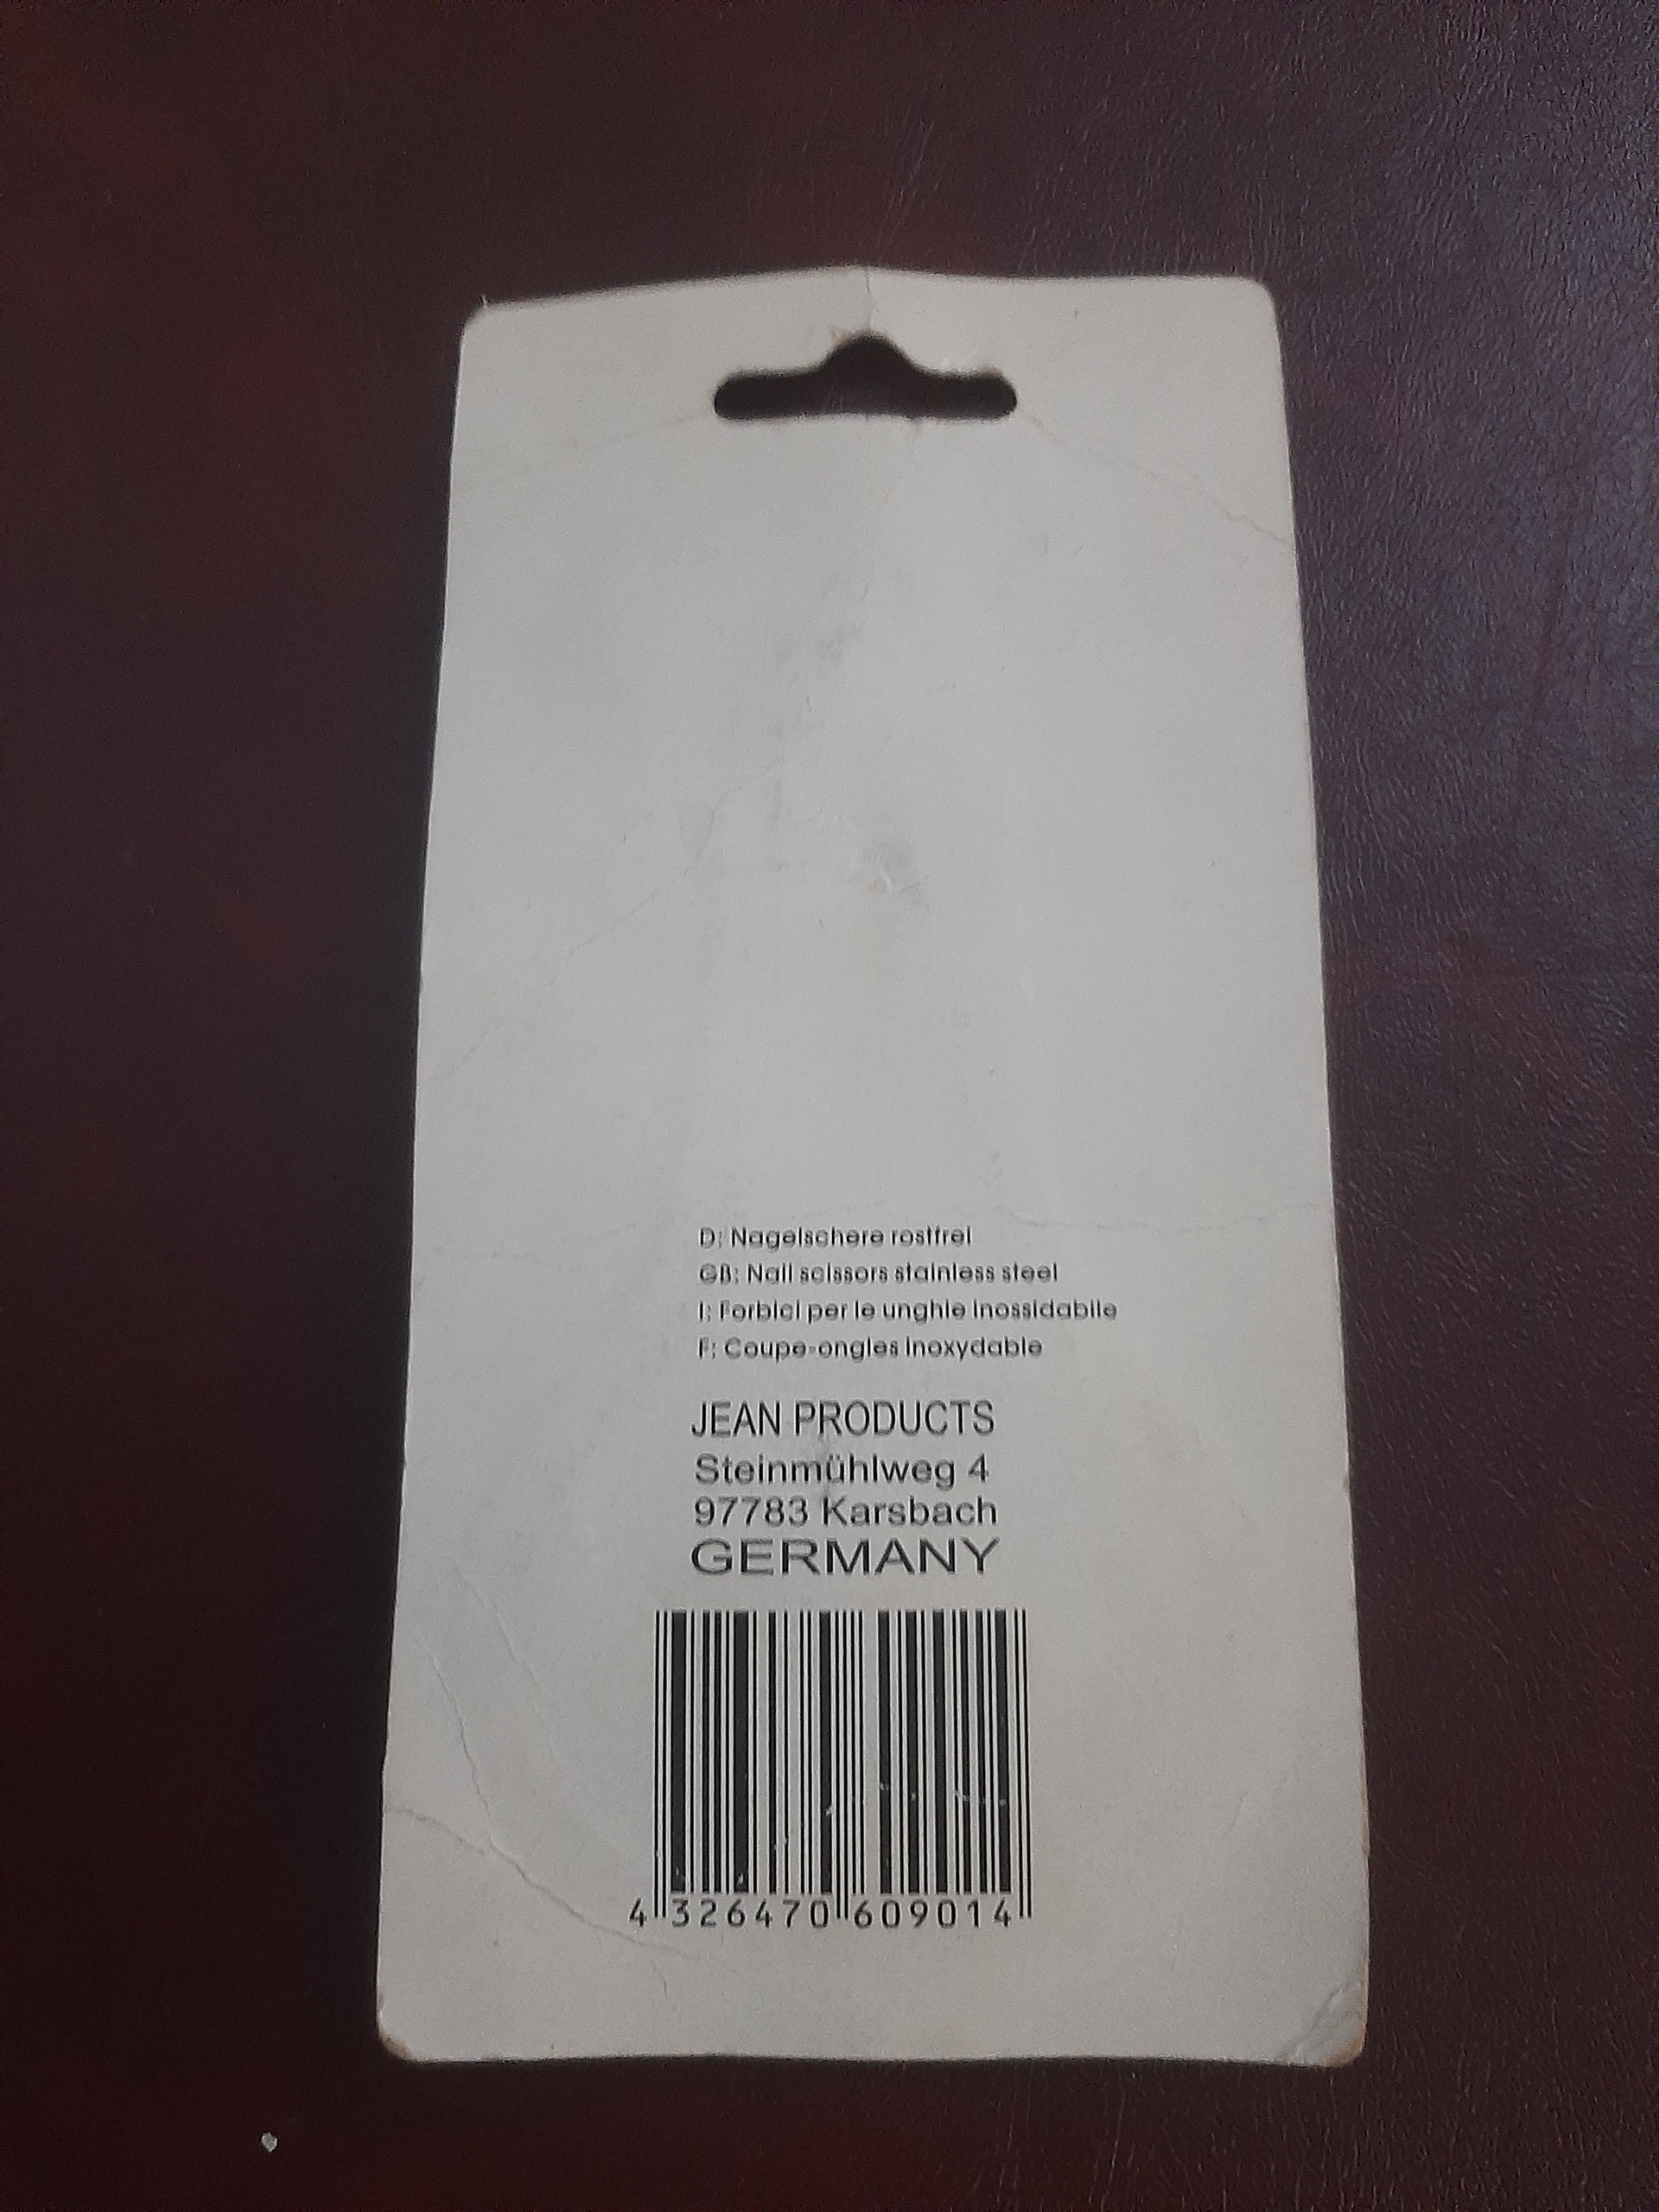 D: Nagelschere rostfrei
GB: Nail scissors stainless steel
I: Forbici per le unghie inossidabile
F: Coupe-ongles inoxydable
JEAN PRODUCTS
Steinmühlweg 4
97783 Karsbach
GERMANY
4 326470 609014